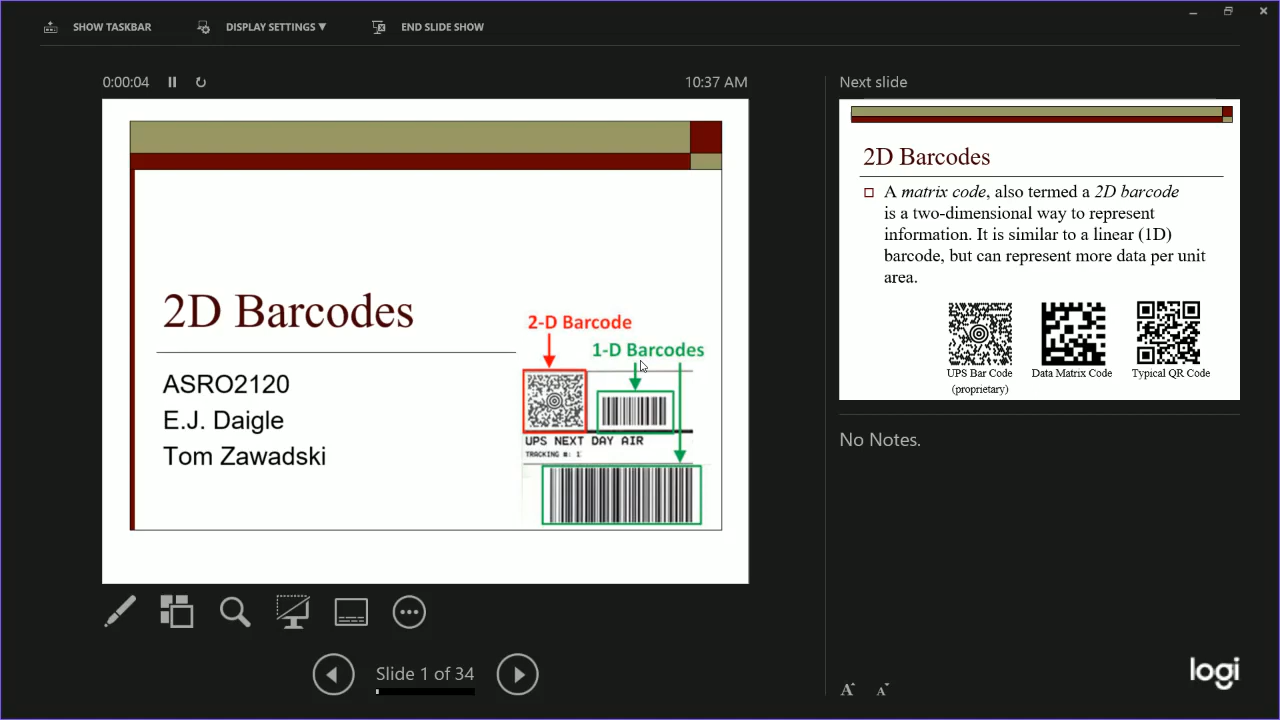 SHOW TASKBAR
DISPLAY SETTINGS ▼
END SLIDE SHOW
0:00:04
10:37 AM
2D Barcodes
ASRO2120
E.J. Daigle
Tom Zawadski
2-D Barcode
1-D Barcodes
UPS NEXT DAY AIR
TRACKING #: 1
Slide 1 of 34
Next slide
2D Barcodes
A matrix code, also termed a 2D barcode
is a two-dimensional way to represent
information. It is similar to a linear (1D)
barcode, but can represent more data per unit
area.
UPS Bar Code
(proprietary)
Data Matrix Code
Typical QR Code
No Notes.
A A
logi